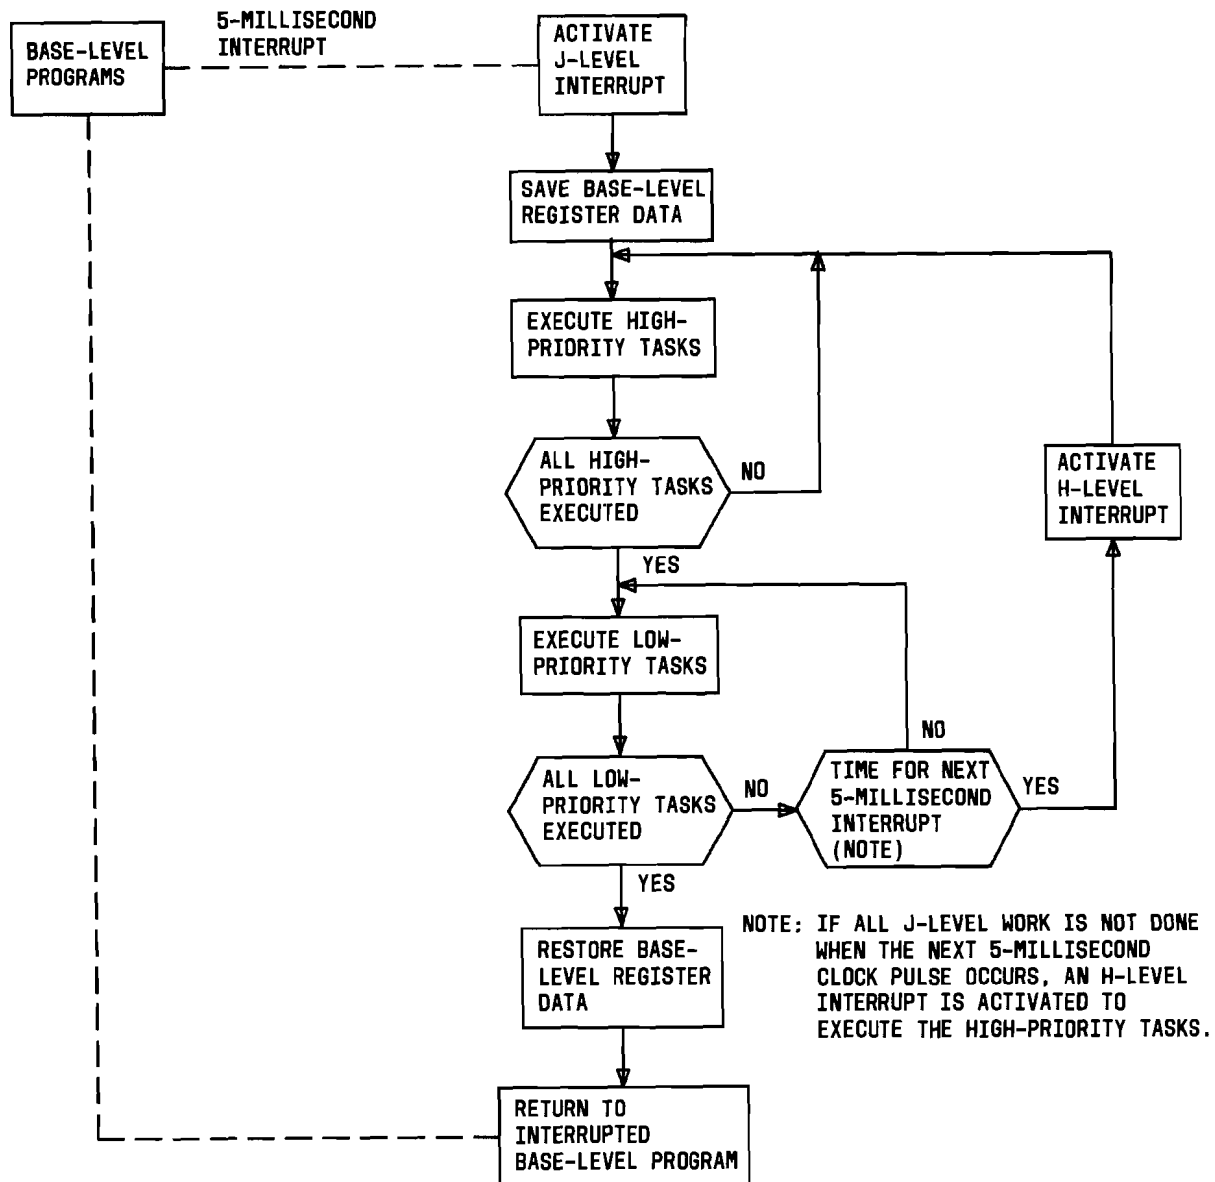 5-MILLISECOND
INTERRUPT
BASE-LEVEL
PROGRAMS
ACTIVATE
J-LEVEL
INTERRUPT
SAVE BASE-LEVEL
REGISTER DATA
EXECUTE HIGH-
PRIORITY TASKS
ALL HIGH-
PRIORITY TASKS
EXECUTED
NO
YES
ACTIVATE
H-LEVEL
INTERRUPT
EXECUTE LOW-
PRIORITY TASKS
ALL LOW-
PRIORITY TASKS
EXECUTED
NO
YES
TIME FOR NEXT
5-MILLISECOND
INTERRUPT
(NOTE)
NO
YES
RESTORE BASE-
LEVEL REGISTER
DATA
NOTE: IF ALL J-LEVEL WORK IS NOT DONE
WHEN THE NEXT 5-MILLISECOND
CLOCK PULSE OCCURS, AN H-LEVEL
INTERRUPT IS ACTIVATED TO
EXECUTE THE HIGH-PRIORITY TASKS.
RETURN TO
INTERRUPTED
BASE-LEVEL PROGRAM